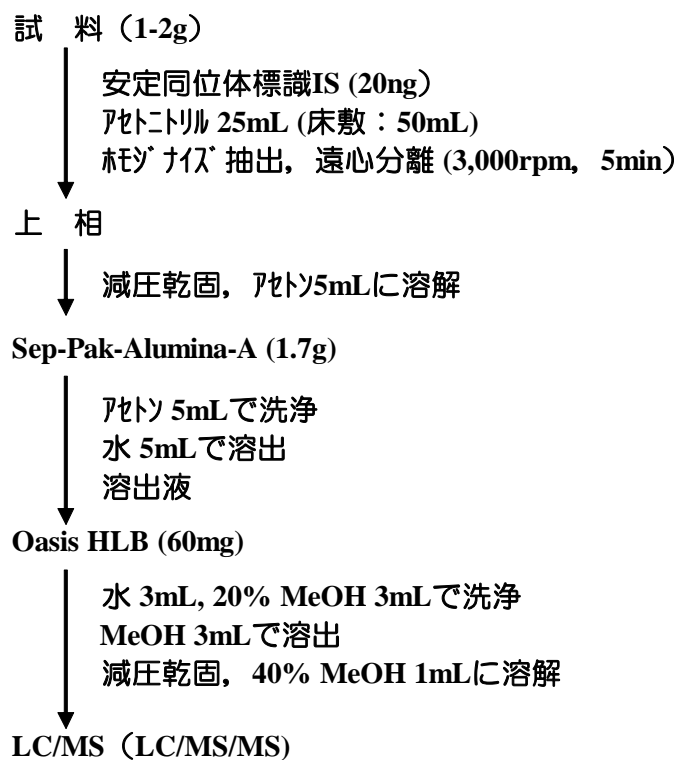 試 料（1-2g）
安定同位体標識IS (20ng）
ｱｾﾄﾆﾄﾘﾙ 25mL (床敷：50mL)
ﾎﾓｼﾞﾅｲｽﾞ抽出，遠心分離 (3,000rpm，5min）
上 相
減圧乾固，ｱｾﾄﾝ5mLに溶解
Sep-Pak-Alumina-A (1.7g)
ｱｾﾄﾝ 5mLで洗浄
水 5mLで溶出
溶出液
Oasis HLB (60mg)
水 3mL, 20% MeOH 3mLで洗浄
MeOH 3mLで溶出
減圧乾固，40% MeOH 1mLに溶解
LC/MS（LC/MS/MS)